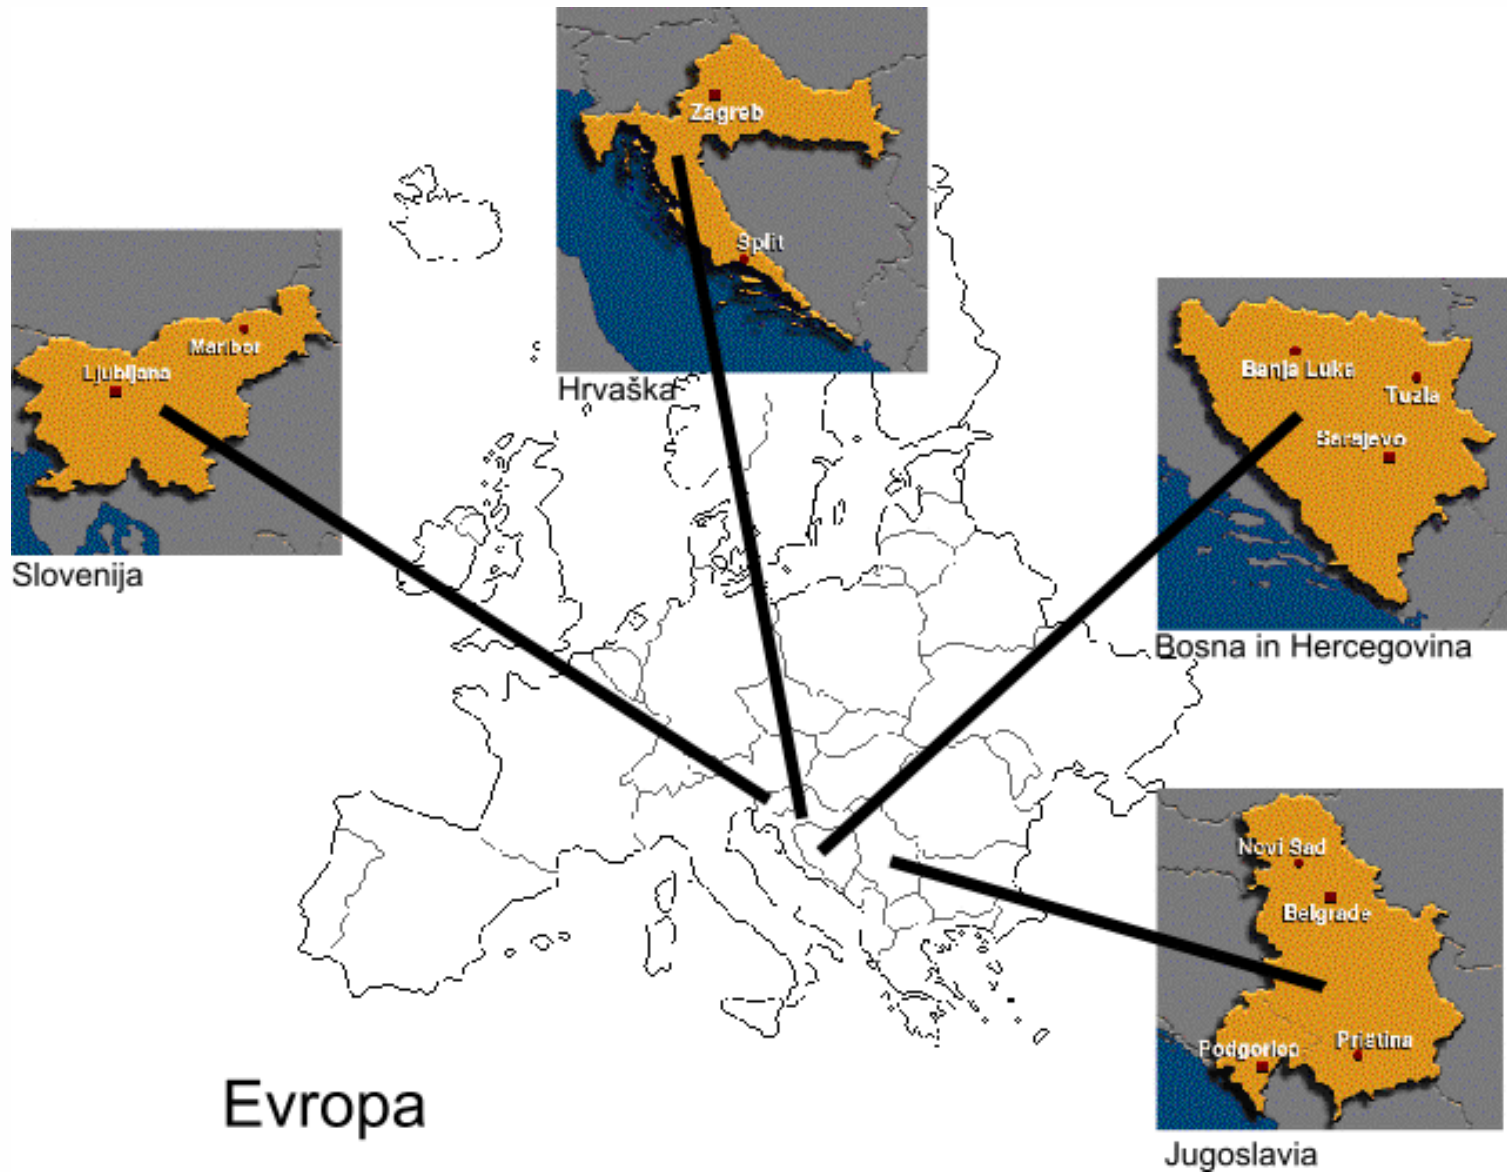 Zagreb
Split
Hrvaška
Maribor
Ljubljana
Slovenija
Banja Luka
Tuzla
Sarajevo
Bosna in Hercegovina
Novi Sad
Belgrade
Priština
Podgorica
Jugoslavia
Evropa